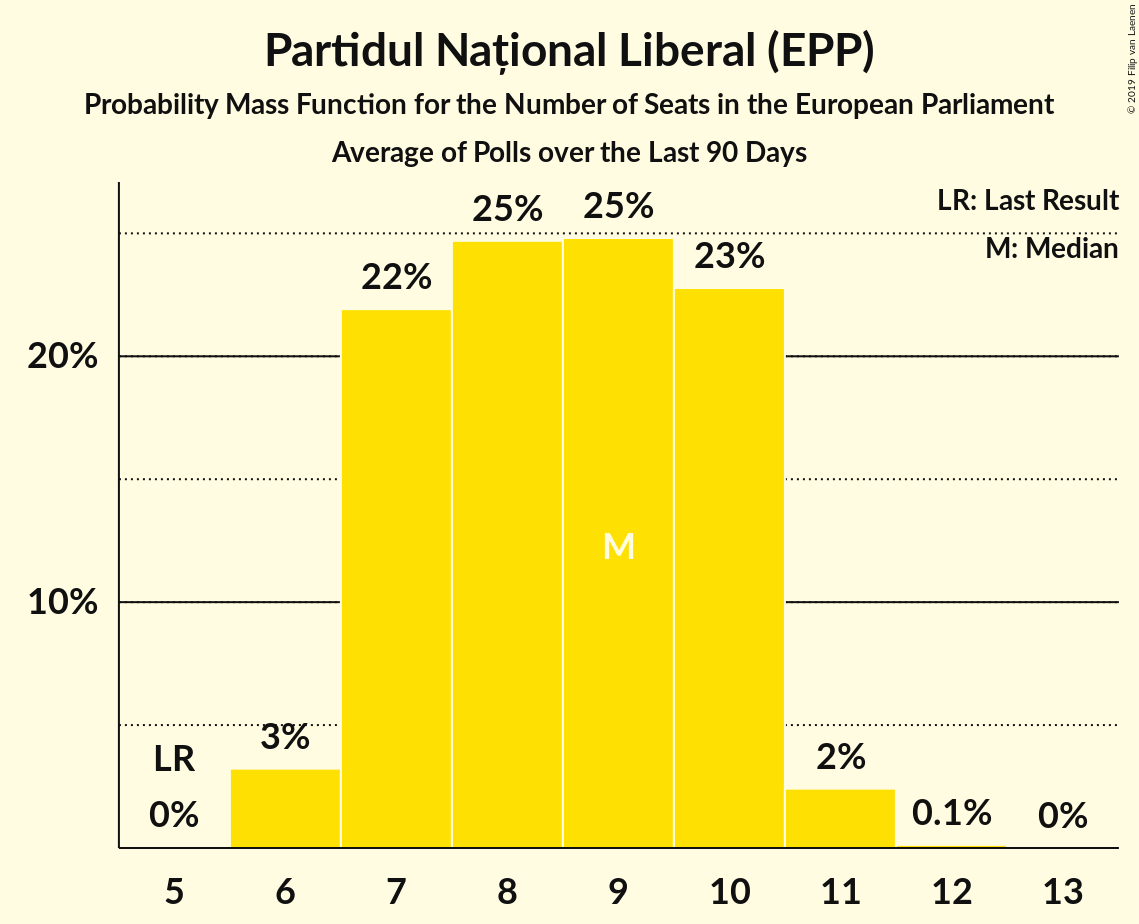 Partidul Național Liberal (EPP)
Probability Mass Function for the Number of Seats in the European Parliament
Average of Polls over the Last 90 Days
© 2019 Filip van Laenen
LR: Last Result
M: Median
25%
25%
23%
22%
20%
M
10%
3%
LR
2%
0%
0.1%
0%
5 6 7 8 9 10 11 12 13